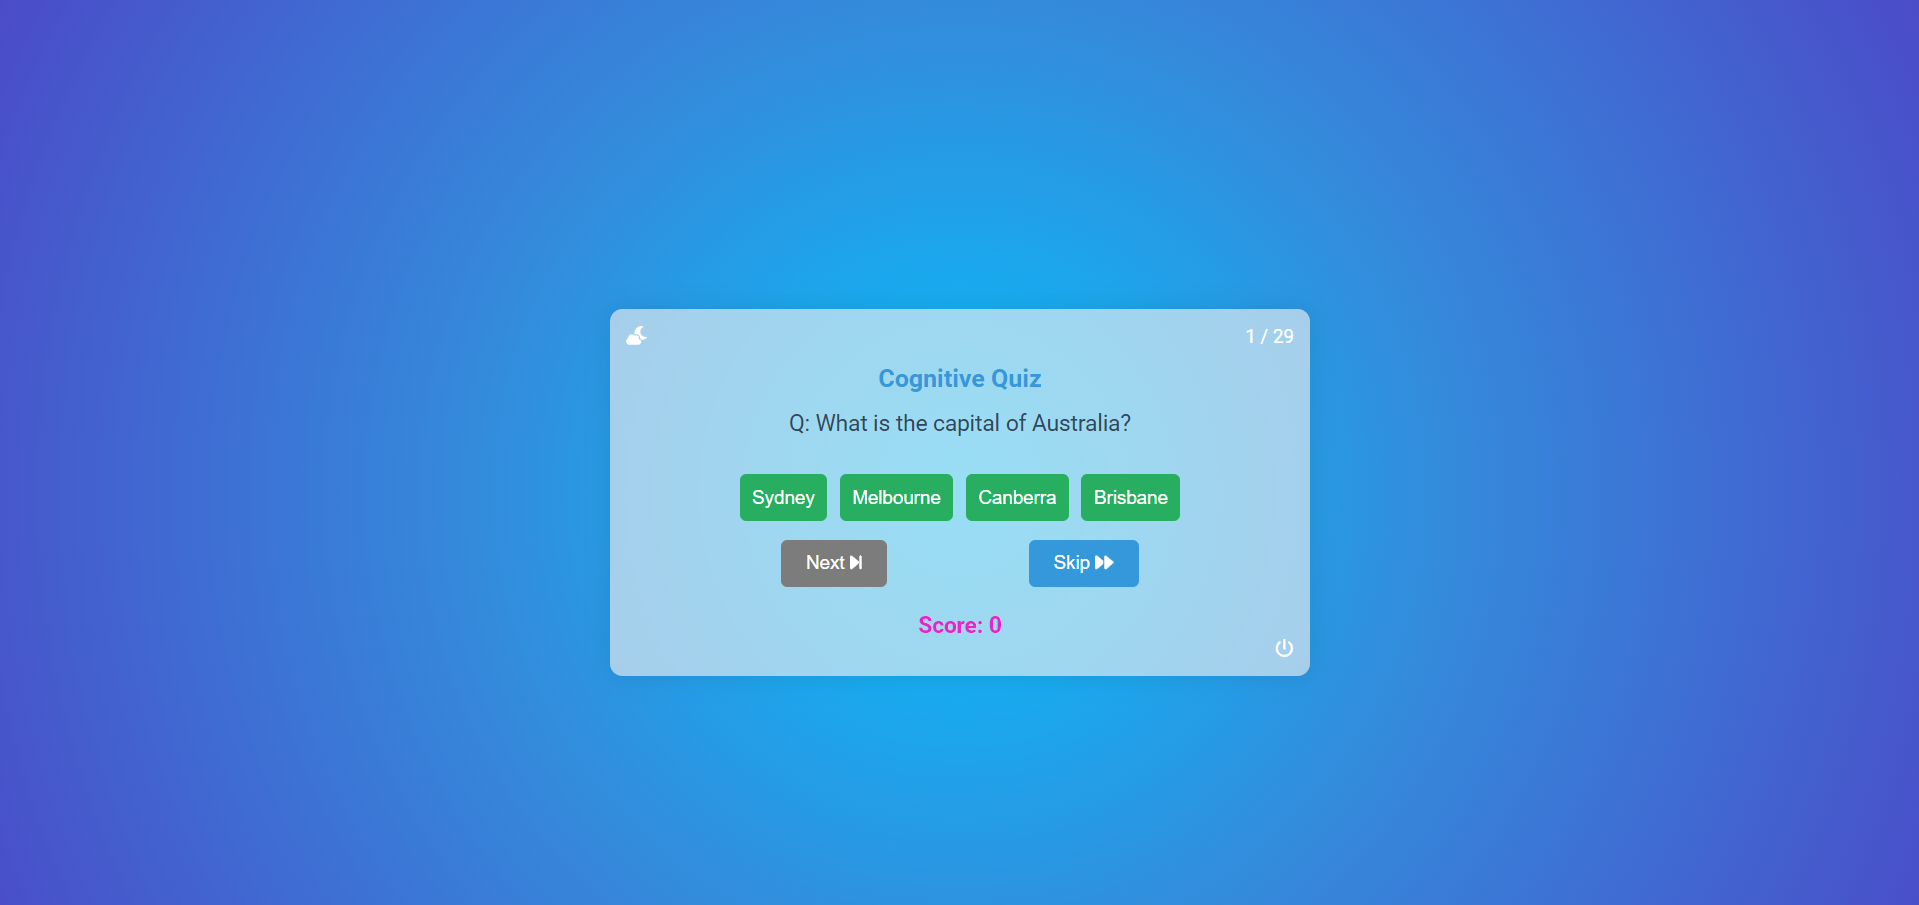 1 / 29
Cognitive Quiz
Q: What is the capital of Australia?
Sydney Melbourne Canberra Brisbane
Next Skip
Score: 0